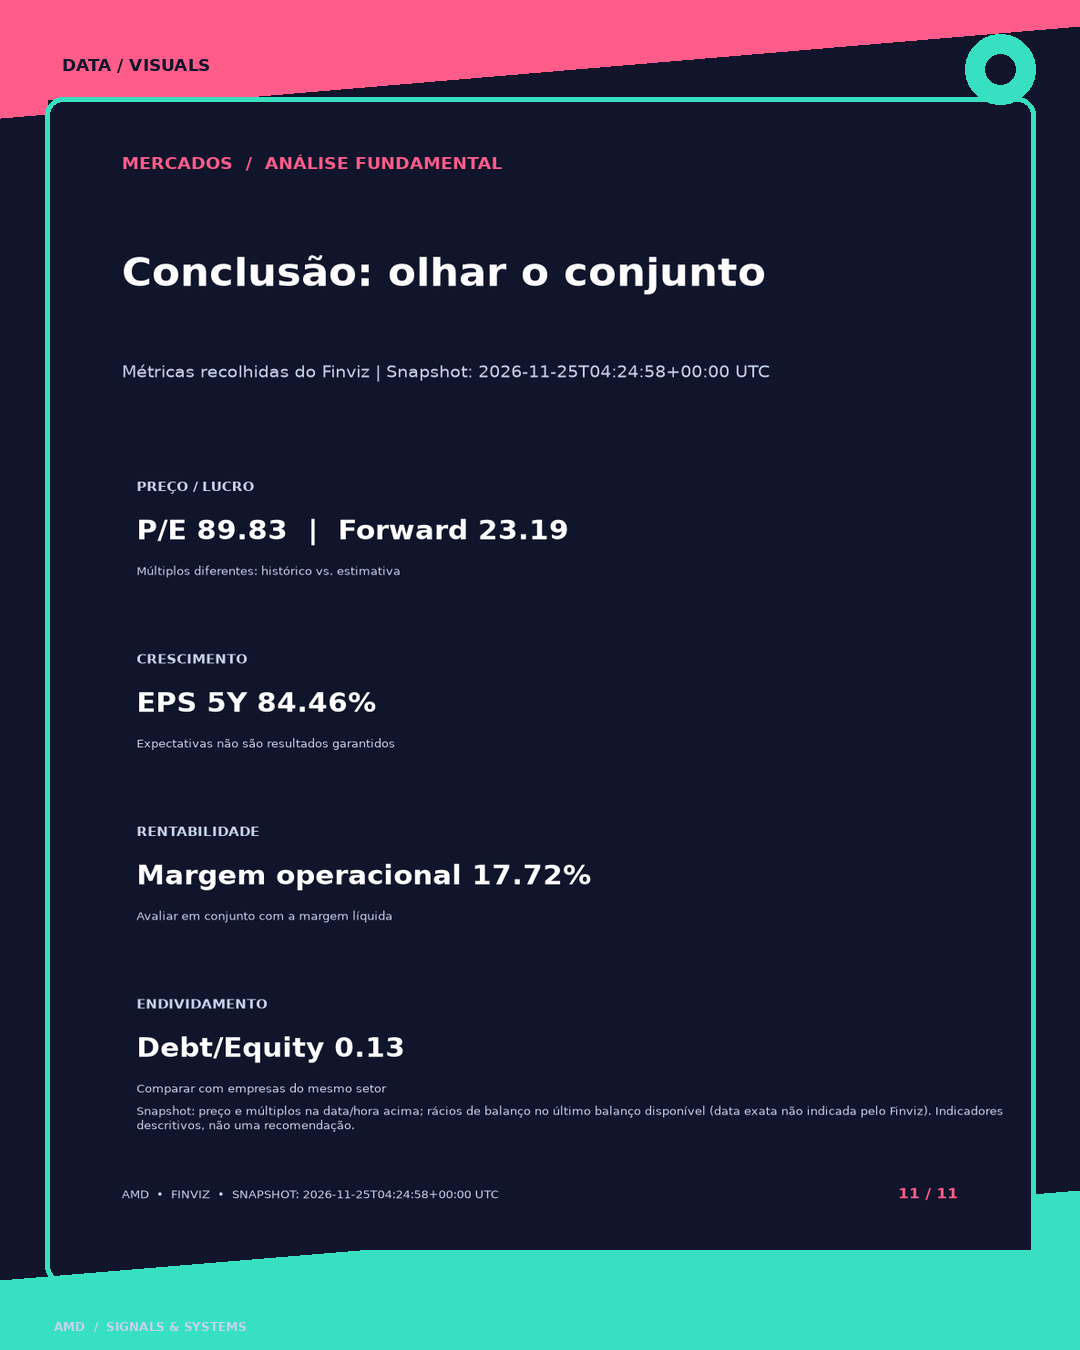 DATA / VISUALS
MERCADOS / ANÁLISE FUNDAMENTAL
Conclusão: olhar o conjunto
Métricas recolhidas do Finviz | Snapshot: 2026-11-25T04:24:58+00:00 UTC
PREÇO / LUCRO
P/E 89.83 | Forward 23.19
Múltiplos diferentes: histórico vs. estimativa
CRESCIMENTO
EPS 5Y 84.46%
Expectativas não são resultados garantidos
RENTABILIDADE
Margem operacional 17.72%
Avaliar em conjunto com a margem líquida
ENDIVIDAMENTO
Debt/Equity 0.13
Comparar com empresas do mesmo setor
Snapshot: preço e múltiplos na data/hora acima; rácios de balanço no último balanço disponível (data exata não indicada pelo Finviz). Indicadores
descritivos, não uma recomendação.
AMD • FINVIZ • SNAPSHOT: 2026-11-25T04:24:58+00:00 UTC
11 / 11
AMD / SIGNALS & SYSTEMS